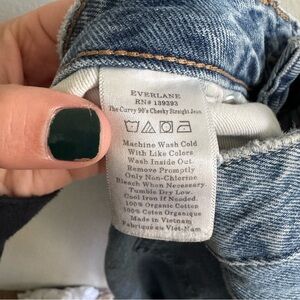 EVERLANE
RN# 139393
The Curvy 90's Cheeky Straight Jean
Machine Wash Cold
With Like Colors
Wash Inside Out.
Remove Promptly
Only Non-Chlorine
Bleach When Necessary
Tumble Dry Low.
Cool Iron If Needed.
100% Organic Cotton
100% Coton Organique
Made in Vietnam
Fabriqué au Viet-Nam